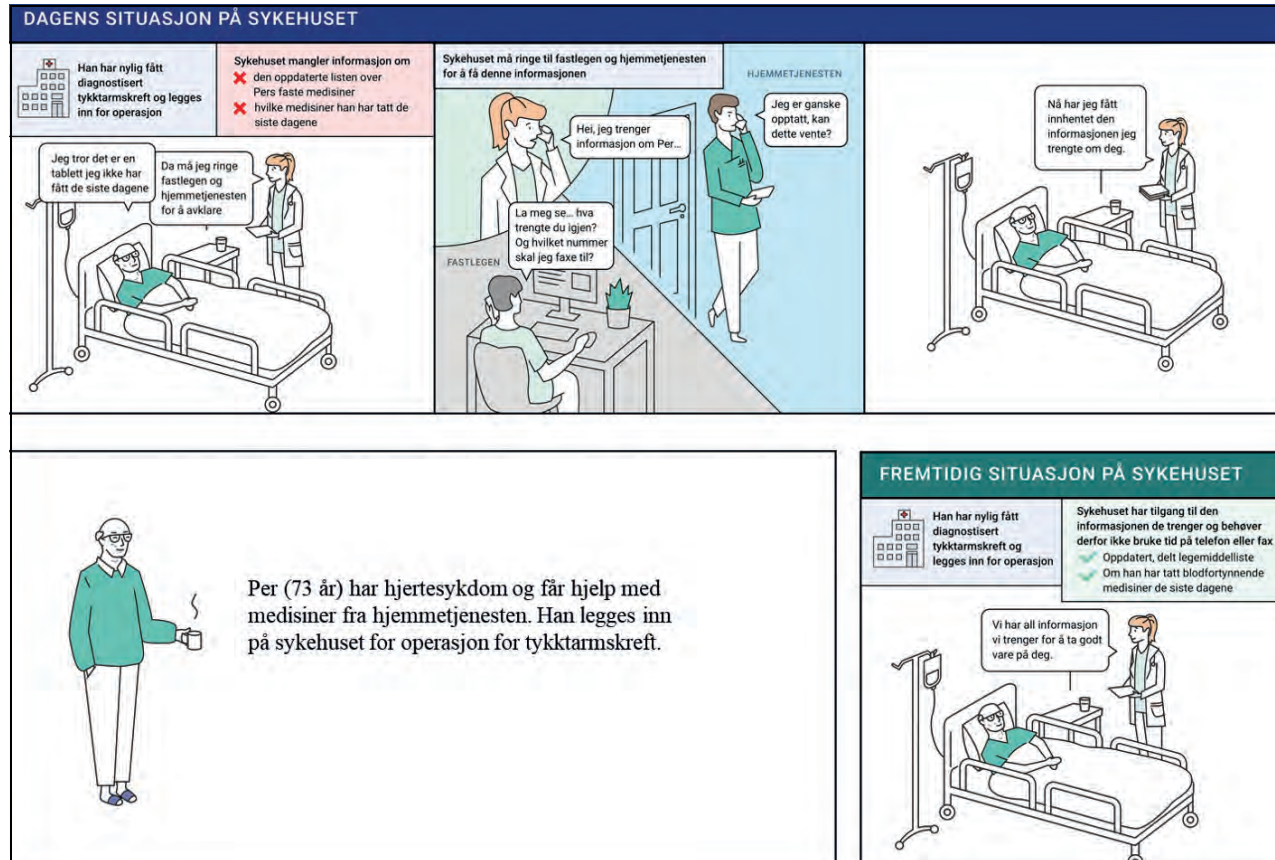 DAGENS SITUASJON PÅ SYKEHUSET
Han har nylig fått
diagnostisert
tykktarmskreft og legges
inn for operasjon
Sykehuset mangler informasjon om
den oppdaterte listen over
Pers faste medisiner
hvilke medisiner han har tatt de
siste dagene
Jeg tror det er en
tablett jeg ikke har
fått de siste dagene
Da må jeg ringe
fastlegen og
hjemmetjenesten
for å avklare
Sykehuset må ringe til fastlegen og hjemmetjenesten
for å få denne informasjonen
HJEMMETJENESTEN
Hei, jeg trenger
informasjon om Per...
Jeg er ganske
opptatt, kan
dette vente?
La meg se... hva
trengte du igjen?
Og hvilket nummer
skal jeg faxe til?
FASTLEGEN
Nå har jeg fått
innhentet den
informasjonen jeg
trengte om deg.
Per (73 år) har hjertesykdom og får hjelp med
medisiner fra hjemmetjenesten. Han legges inn
på sykehuset for operasjon for tykktarmskreft.
FREMTIDIG SITUASJON PÅ SYKEHUSET
Han har nylig fått
diagnostisert
tykktarmskreft og
legges inn for operasjon
Sykehuset har tilgang til den
informasjonen de trenger og behøver
derfor ikke bruke tid på telefon eller fax
Oppdatert, delt legemiddelliste
Om han har tatt blodfortynnende
medisiner de siste dagene
Vi har all informasjon
vi trenger for å ta godt
vare på deg.